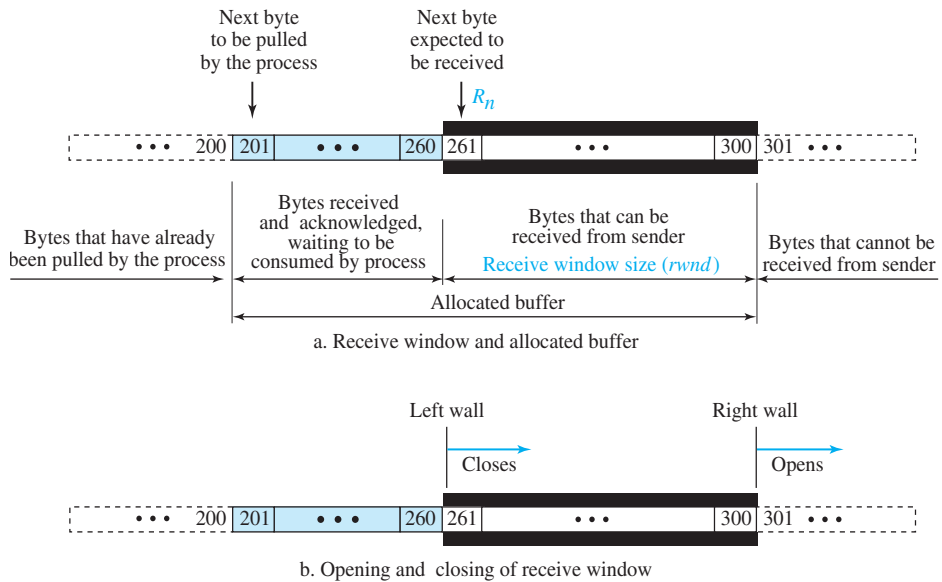 Next byte
to be pulled
by the process
Next byte
expected to
be received
Rn
••• 200 201 ••• 260 261 ••• 300 301 •••
Bytes that have already
been pulled by the process
Bytes received
and acknowledged,
waiting to be
consumed by process
Bytes that can be
received from sender
Receive window size (rwnd)
Bytes that cannot be
received from sender
Allocated buffer
a. Receive window and allocated buffer
Left wall
Right wall
Closes
Opens
••• 200 201 ••• 260 261 ••• 300 301 •••
b. Opening and closing of receive window